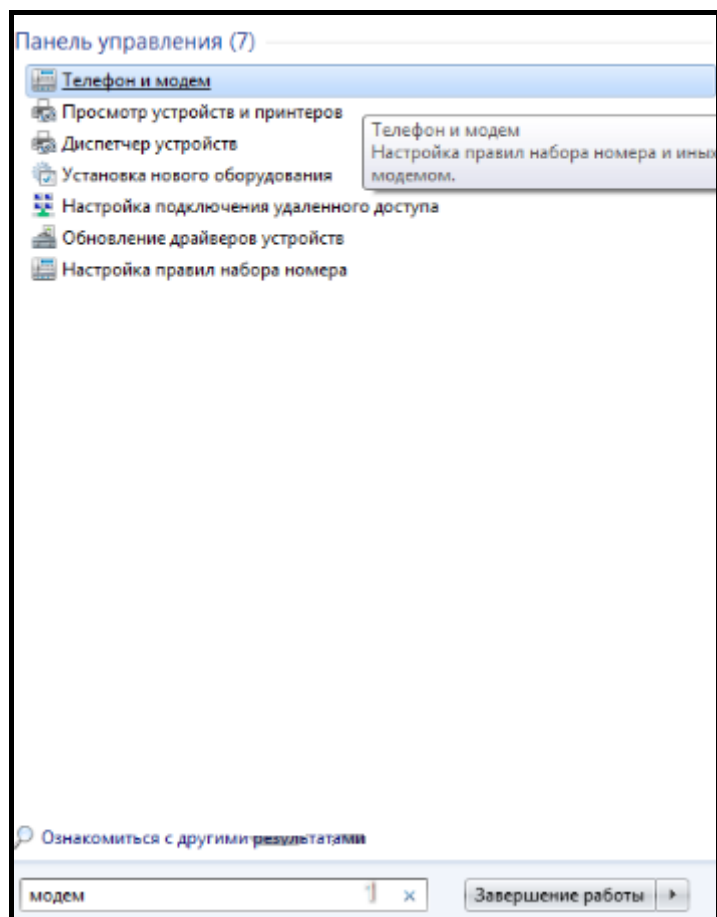 Панель управления (7)
Телефон и модем
Просмотр устройств и принтеров
Диспетчер устройств
Установка нового оборудования
Настройка подключения удаленного доступа
Обновление драйверов устройств
Настройка правил набора номера
Телефон и модем
Настройка правил набора номера и иных
модемом.
Ознакомиться с другими результатами
модем
Завершение работы